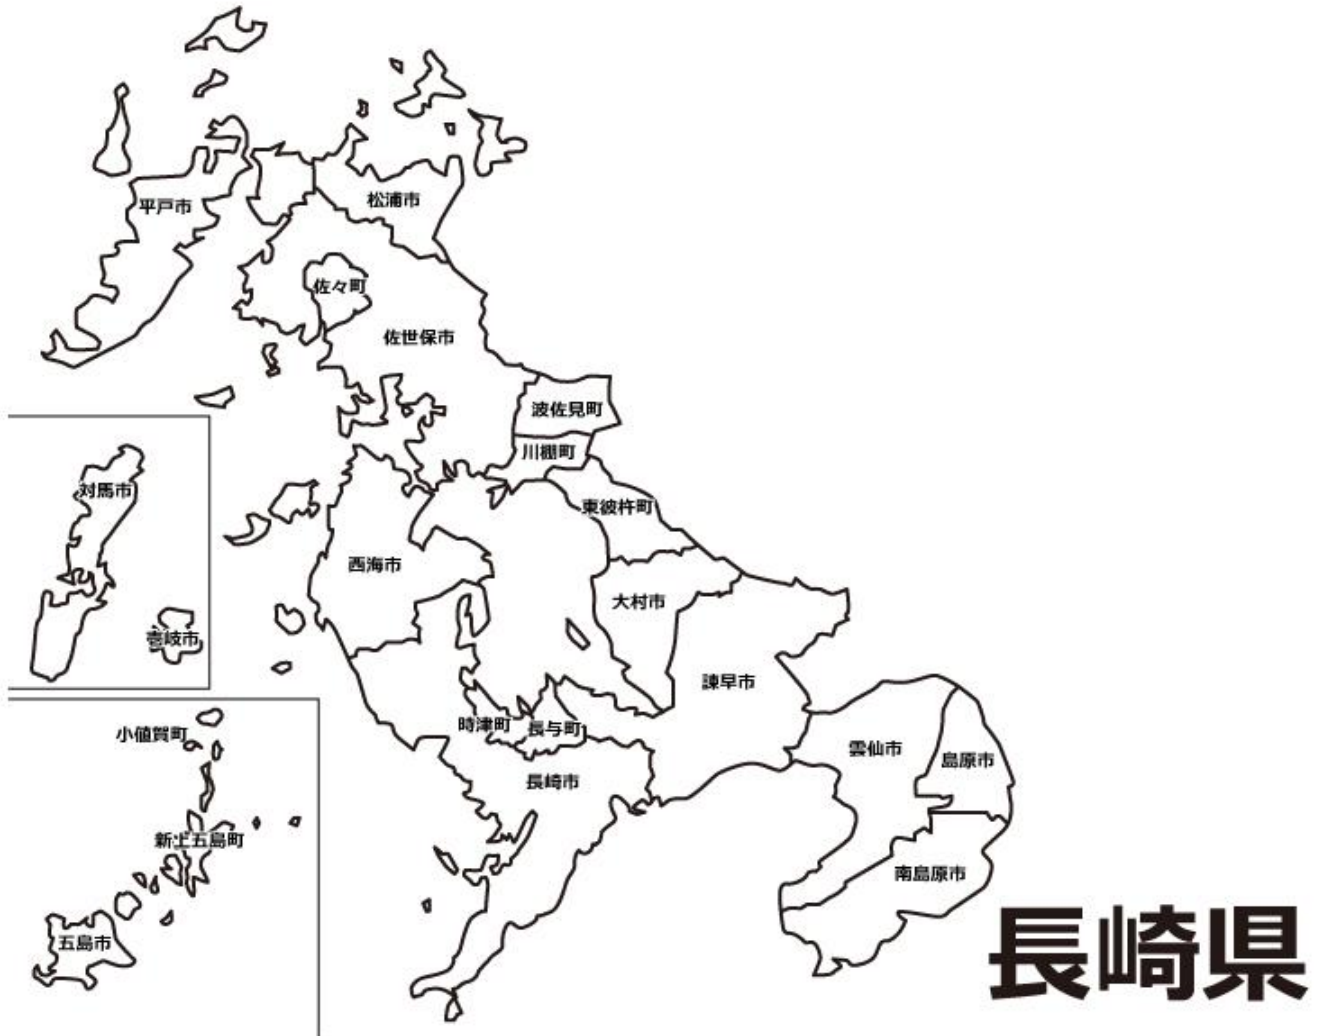 平戸市
松浦市
佐々町
佐世保市
波佐見町
川棚町
東彼杵町
対馬市
西海市
大村市
壱岐市
諫早市
時津町
長与町
小値賀町
雲仙市
島原市
長崎市
新上五島町
南島原市
五島市
長崎県